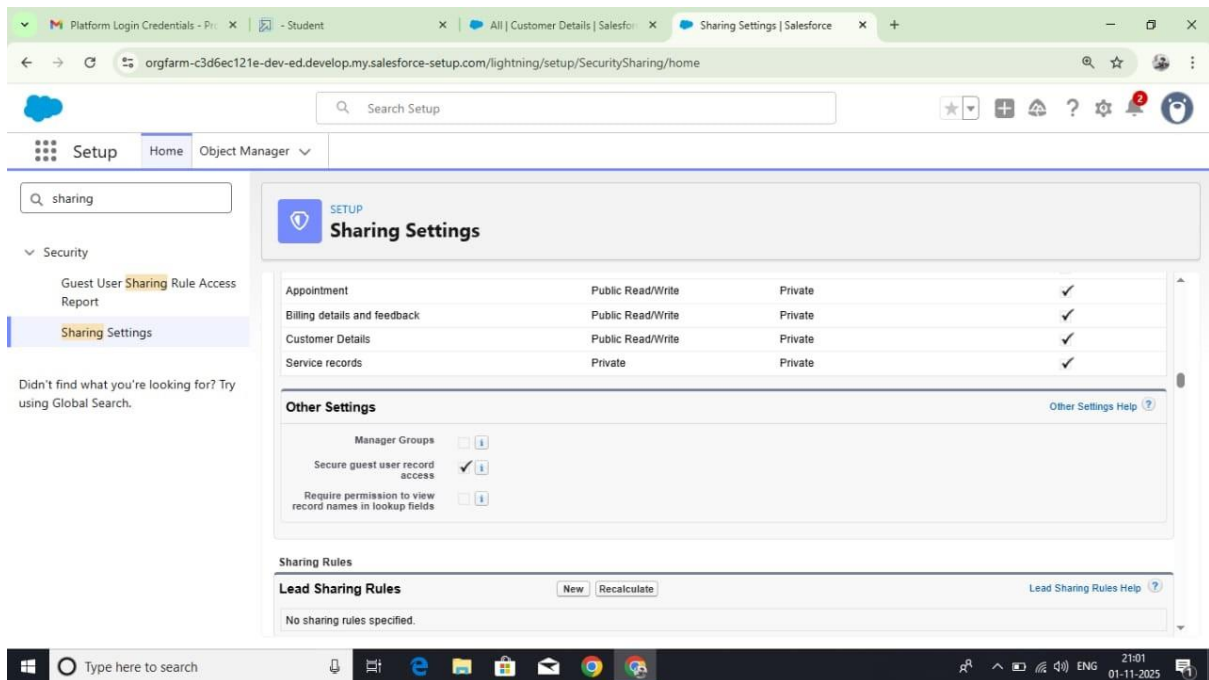 Platform Login Credentials - Pr
- Student
All | Customer Details | Salesfor
Sharing Settings | Salesforce
orgfarm-c3d6ec121e-dev-ed.develop.my.salesforce-setup.com/lightning/setup/SecuritySharing/home
Search Setup
2
Setup
Home
Object Manager
sharing
SETUP
Sharing Settings
Security
Guest User Sharing Rule Access
Report
Sharing Settings
Didn't find what you're looking for? Try
using Global Search.
Appointment Public Read/Write Private
Billing details and feedback Public Read/Write Private
Customer Details Public Read/Write Private
Service records Private Private
Other Settings Other Settings Help ?
Manager Groups i
Secure guest user record
access i
Require permission to view
record names in lookup fields i
Sharing Rules
Lead Sharing Rules New Recalculate Lead Sharing Rules Help ?
No sharing rules specified.
Type here to search
ENG
21:01
01-11-2025